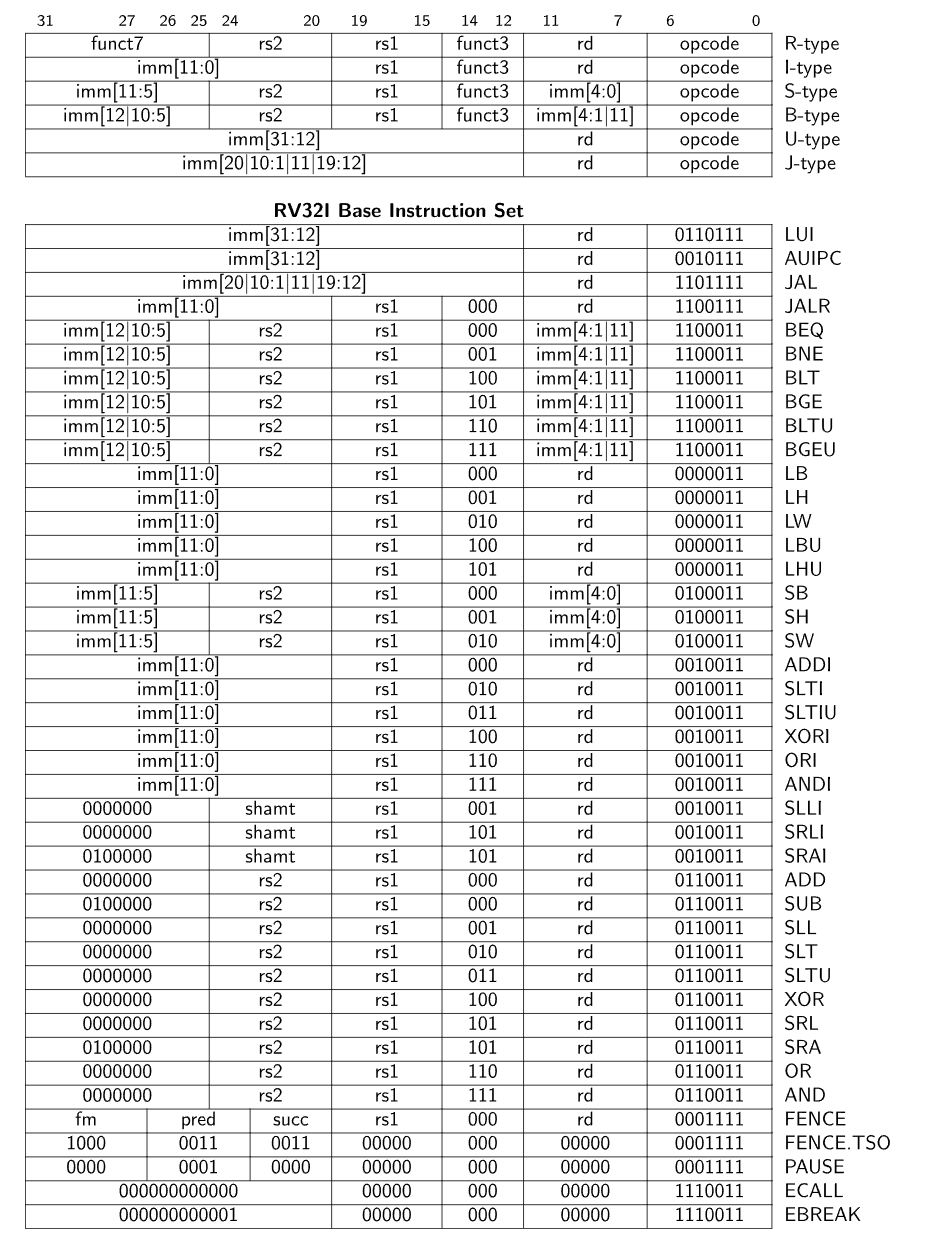 31 27 26 25 24 20 19 15 14 12 11 7 6 0
funct7 rs2 rs1 funct3 rd opcode R-type
imm[11:0] rs1 funct3 rd opcode I-type
imm[11:5] rs2 rs1 funct3 imm[4:0] opcode S-type
imm[12|10:5] rs2 rs1 funct3 imm[4:1|11] opcode B-type
imm[31:12] rd opcode U-type
imm[20|10:1|11|19:12] rd opcode J-type
RV32I Base Instruction Set
imm[31:12] rd 0110111 LUI
imm[31:12] rd 0010111 AUIPC
imm[20|10:1|11|19:12] rd 1101111 JAL
imm[11:0] rs1 000 rd 1100111 JALR
imm[12|10:5] rs2 rs1 000 imm[4:1|11] 1100011 BEQ
imm[12|10:5] rs2 rs1 001 imm[4:1|11] 1100011 BNE
imm[12|10:5] rs2 rs1 100 imm[4:1|11] 1100011 BLT
imm[12|10:5] rs2 rs1 101 imm[4:1|11] 1100011 BGE
imm[12|10:5] rs2 rs1 110 imm[4:1|11] 1100011 BLTU
imm[12|10:5] rs2 rs1 111 imm[4:1|11] 1100011 BGEU
imm[11:0] rs1 000 rd 0000011 LB
imm[11:0] rs1 001 rd 0000011 LH
imm[11:0] rs1 010 rd 0000011 LW
imm[11:0] rs1 100 rd 0000011 LBU
imm[11:0] rs1 101 rd 0000011 LHU
imm[11:5] rs2 rs1 000 imm[4:0] 0100011 SB
imm[11:5] rs2 rs1 001 imm[4:0] 0100011 SH
imm[11:5] rs2 rs1 010 imm[4:0] 0100011 SW
imm[11:0] rs1 000 rd 0010011 ADDI
imm[11:0] rs1 010 rd 0010011 SLTI
imm[11:0] rs1 011 rd 0010011 SLTIU
imm[11:0] rs1 100 rd 0010011 XORI
imm[11:0] rs1 110 rd 0010011 ORI
imm[11:0] rs1 111 rd 0010011 ANDI
0000000 shamt rs1 001 rd 0010011 SLLI
0000000 shamt rs1 101 rd 0010011 SRLI
0100000 shamt rs1 101 rd 0010011 SRAI
0000000 rs2 rs1 000 rd 0110011 ADD
0100000 rs2 rs1 000 rd 0110011 SUB
0000000 rs2 rs1 001 rd 0110011 SLL
0000000 rs2 rs1 010 rd 0110011 SLT
0000000 rs2 rs1 011 rd 0110011 SLTU
0000000 rs2 rs1 100 rd 0110011 XOR
0000000 rs2 rs1 101 rd 0110011 SRL
0100000 rs2 rs1 101 rd 0110011 SRA
0000000 rs2 rs1 110 rd 0110011 OR
0000000 rs2 rs1 111 rd 0110011 AND
fm pred succ rs1 000 rd 0001111 FENCE
1000 0011 0011 00000 000 00000 0001111 FENCE.TSO
0000 0001 0000 00000 000 00000 0001111 PAUSE
000000000000 00000 000 00000 1110011 ECALL
000000000001 00000 000 00000 1110011 EBREAK